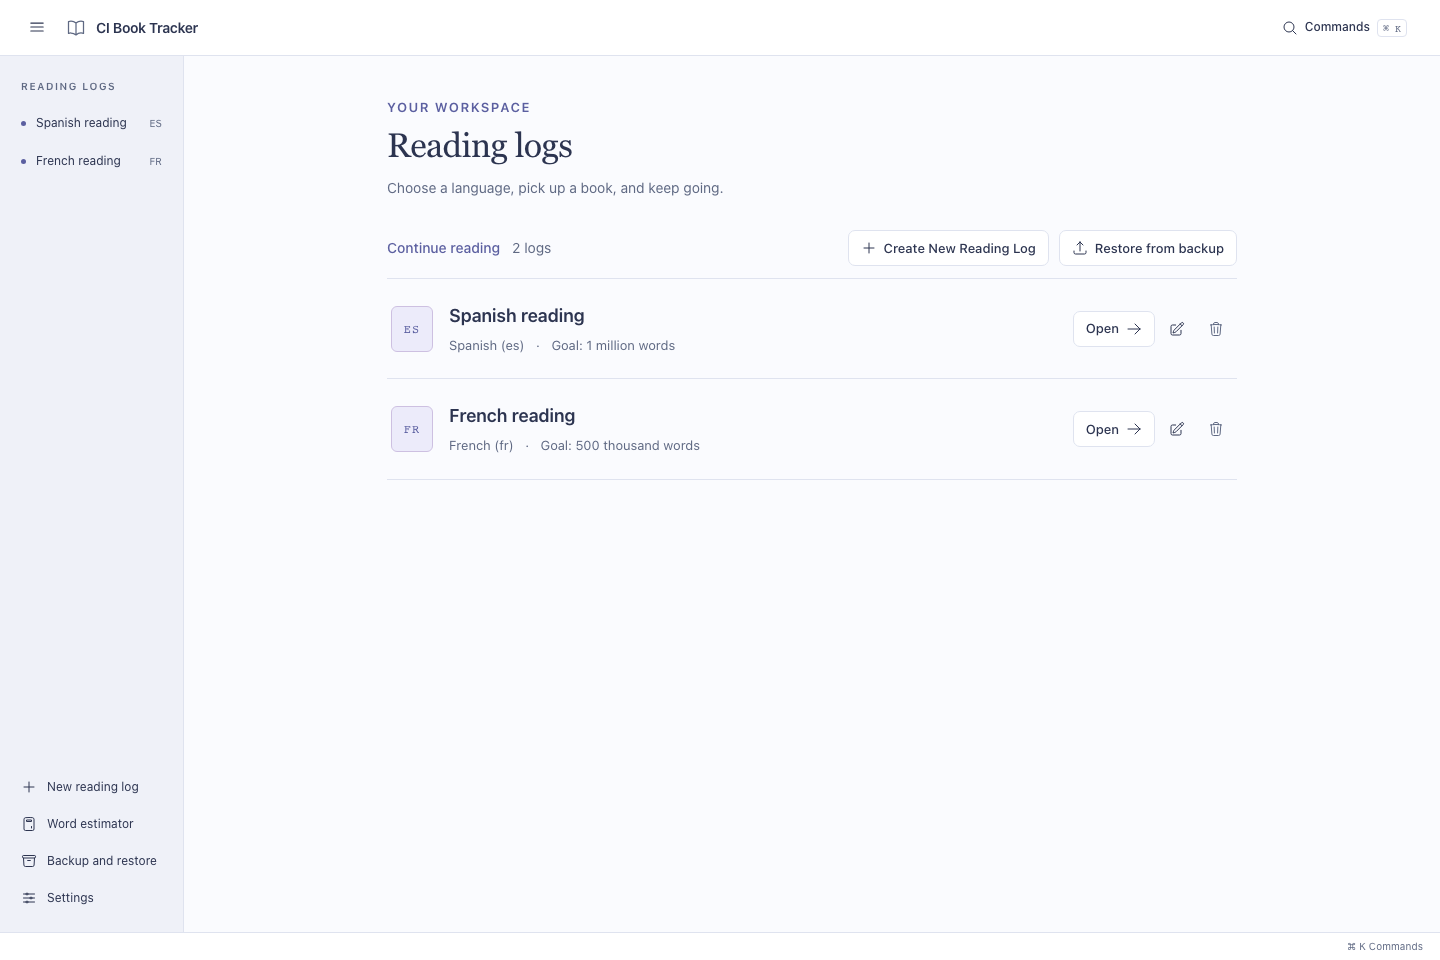 CI Book Tracker
Commands ⌘ K
READING LOGS
Spanish reading ES
French reading FR
New reading log
Word estimator
Backup and restore
Settings
YOUR WORKSPACE
Reading logs
Choose a language, pick up a book, and keep going.
Continue reading 2 logs
Create New Reading Log
Restore from backup
ES
Spanish reading
Spanish (es) · Goal: 1 million words
Open
FR
French reading
French (fr) · Goal: 500 thousand words
Open
⌘ K Commands